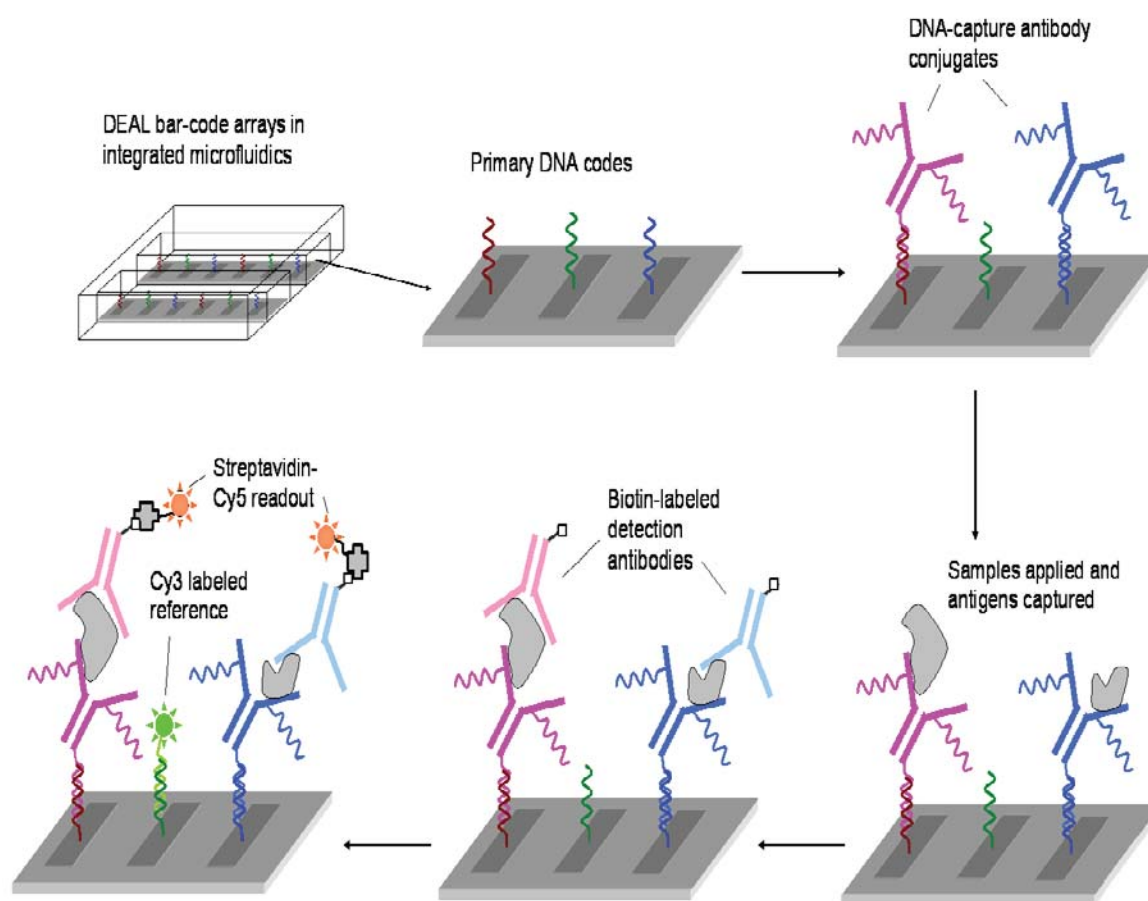 DEAL bar-code arrays in
integrated microfluidics
Primary DNA codes
DNA-capture antibody
conjugates
Samples applied and
antigens captured
Biotin-labeled
detection
antibodies
Streptavidin-
Cy5 readout
Cy3 labeled
reference